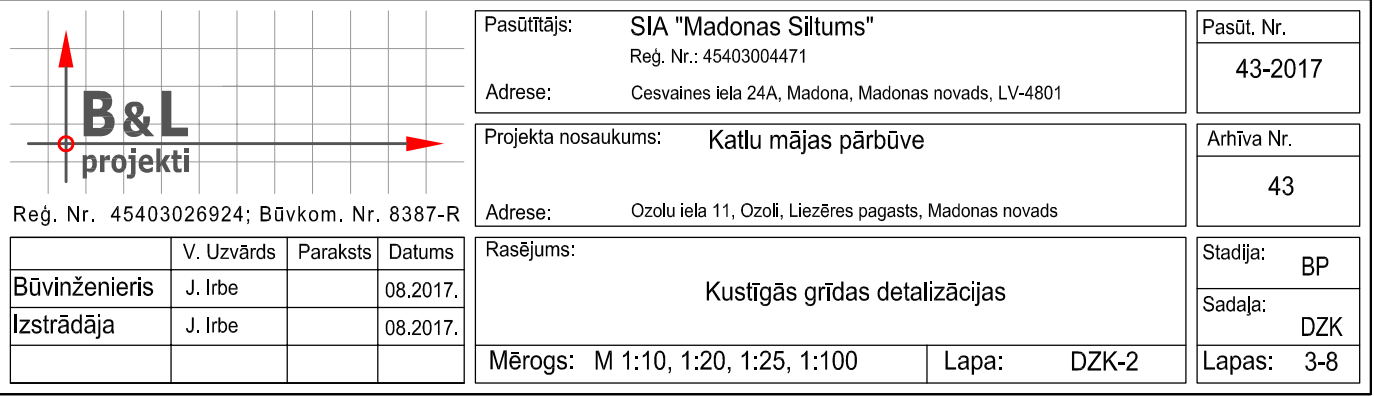 B&L
projekti
Reģ. Nr. 45403026924; Būvkom. Nr. 8387-R
V. Uzvārds Paraksts Datums
Būvinženieris J. Irbe 08.2017.
Izstrādāja J. Irbe 08.2017.
Pasūtītājs: SIA "Madonas Siltums"
Reģ. Nr.: 45403004471
Adrese: Cesvaines iela 24A, Madona, Madonas novads, LV-4801
Projekta nosaukums: Katlu mājas pārbūve
Adrese: Ozolu iela 11, Ozoli, Liezēres pagasts, Madonas novads
Rasējums:
Kustīgās grīdas detalizācijas
Mērogs: M 1:10, 1:20, 1:25, 1:100 Lapa: DZK-2
Pasūt. Nr.
43-2017
Arhīva Nr.
43
Stadija: BP
Sadaļa:
DZK
Lapas: 3-8